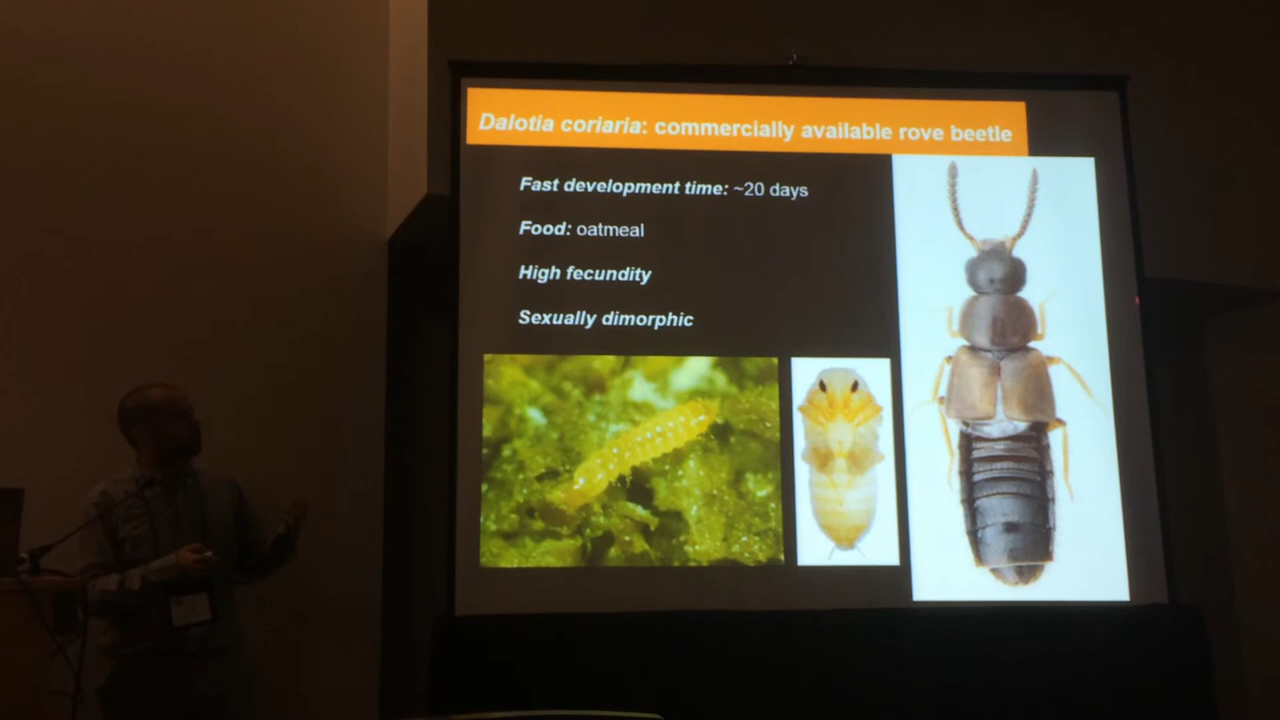 Dalotia coriaria: commercially available rove beetle
Fast development time: ~20 days
Food: oatmeal
High fecundity
Sexually dimorphic